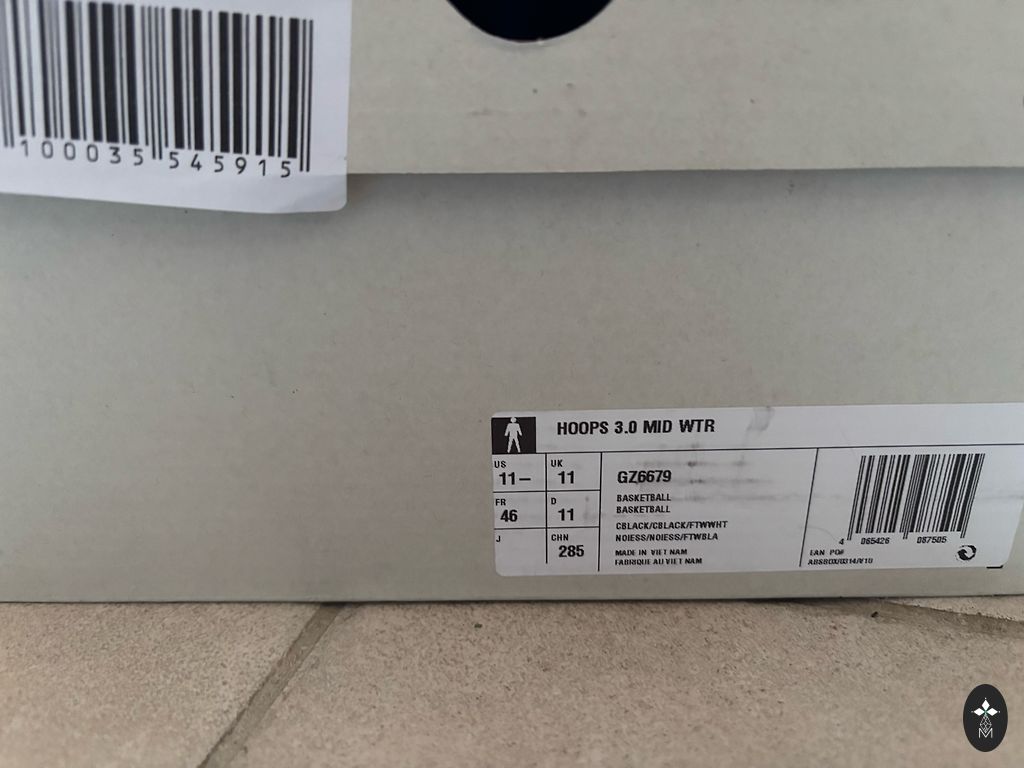 100035 545915
HOOPS 3.0 MID WTR
US
11–
UK
11
FR
46
D
11
J
CHN
285
GZ6679
BASKETBALL
BASKETBALL
CBLACK/CBLACK/FTWWHT
NOIESS/NOIESS/FTWBLA
MADE IN VIET NAM
FABRIQUE AU VIET NAM
4 065426 087505
EAN PO#
M